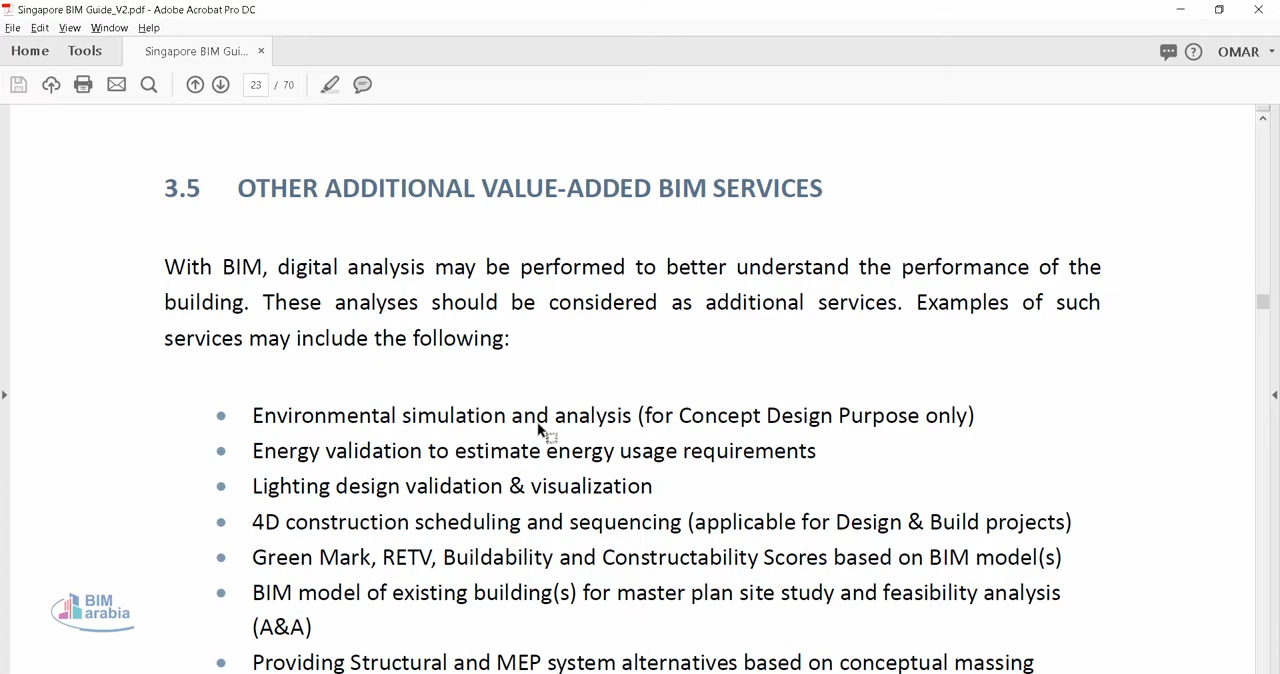 Singapore BIM Guide_V2.pdf - Adobe Acrobat Pro DC
File Edit View Window Help
Home Tools Singapore BIM Gui... × OMAR
23 / 70
3.5 OTHER ADDITIONAL VALUE-ADDED BIM SERVICES
With BIM, digital analysis may be performed to better understand the performance of the
building. These analyses should be considered as additional services. Examples of such
services may include the following:
• Environmental simulation and analysis (for Concept Design Purpose only)
• Energy validation to estimate energy usage requirements
• Lighting design validation & visualization
• 4D construction scheduling and sequencing (applicable for Design & Build projects)
• Green Mark, RETV, Buildability and Constructability Scores based on BIM model(s)
• BIM model of existing building(s) for master plan site study and feasibility analysis
(A&A)
• Providing Structural and MEP system alternatives based on conceptual massing
BIM
arabia